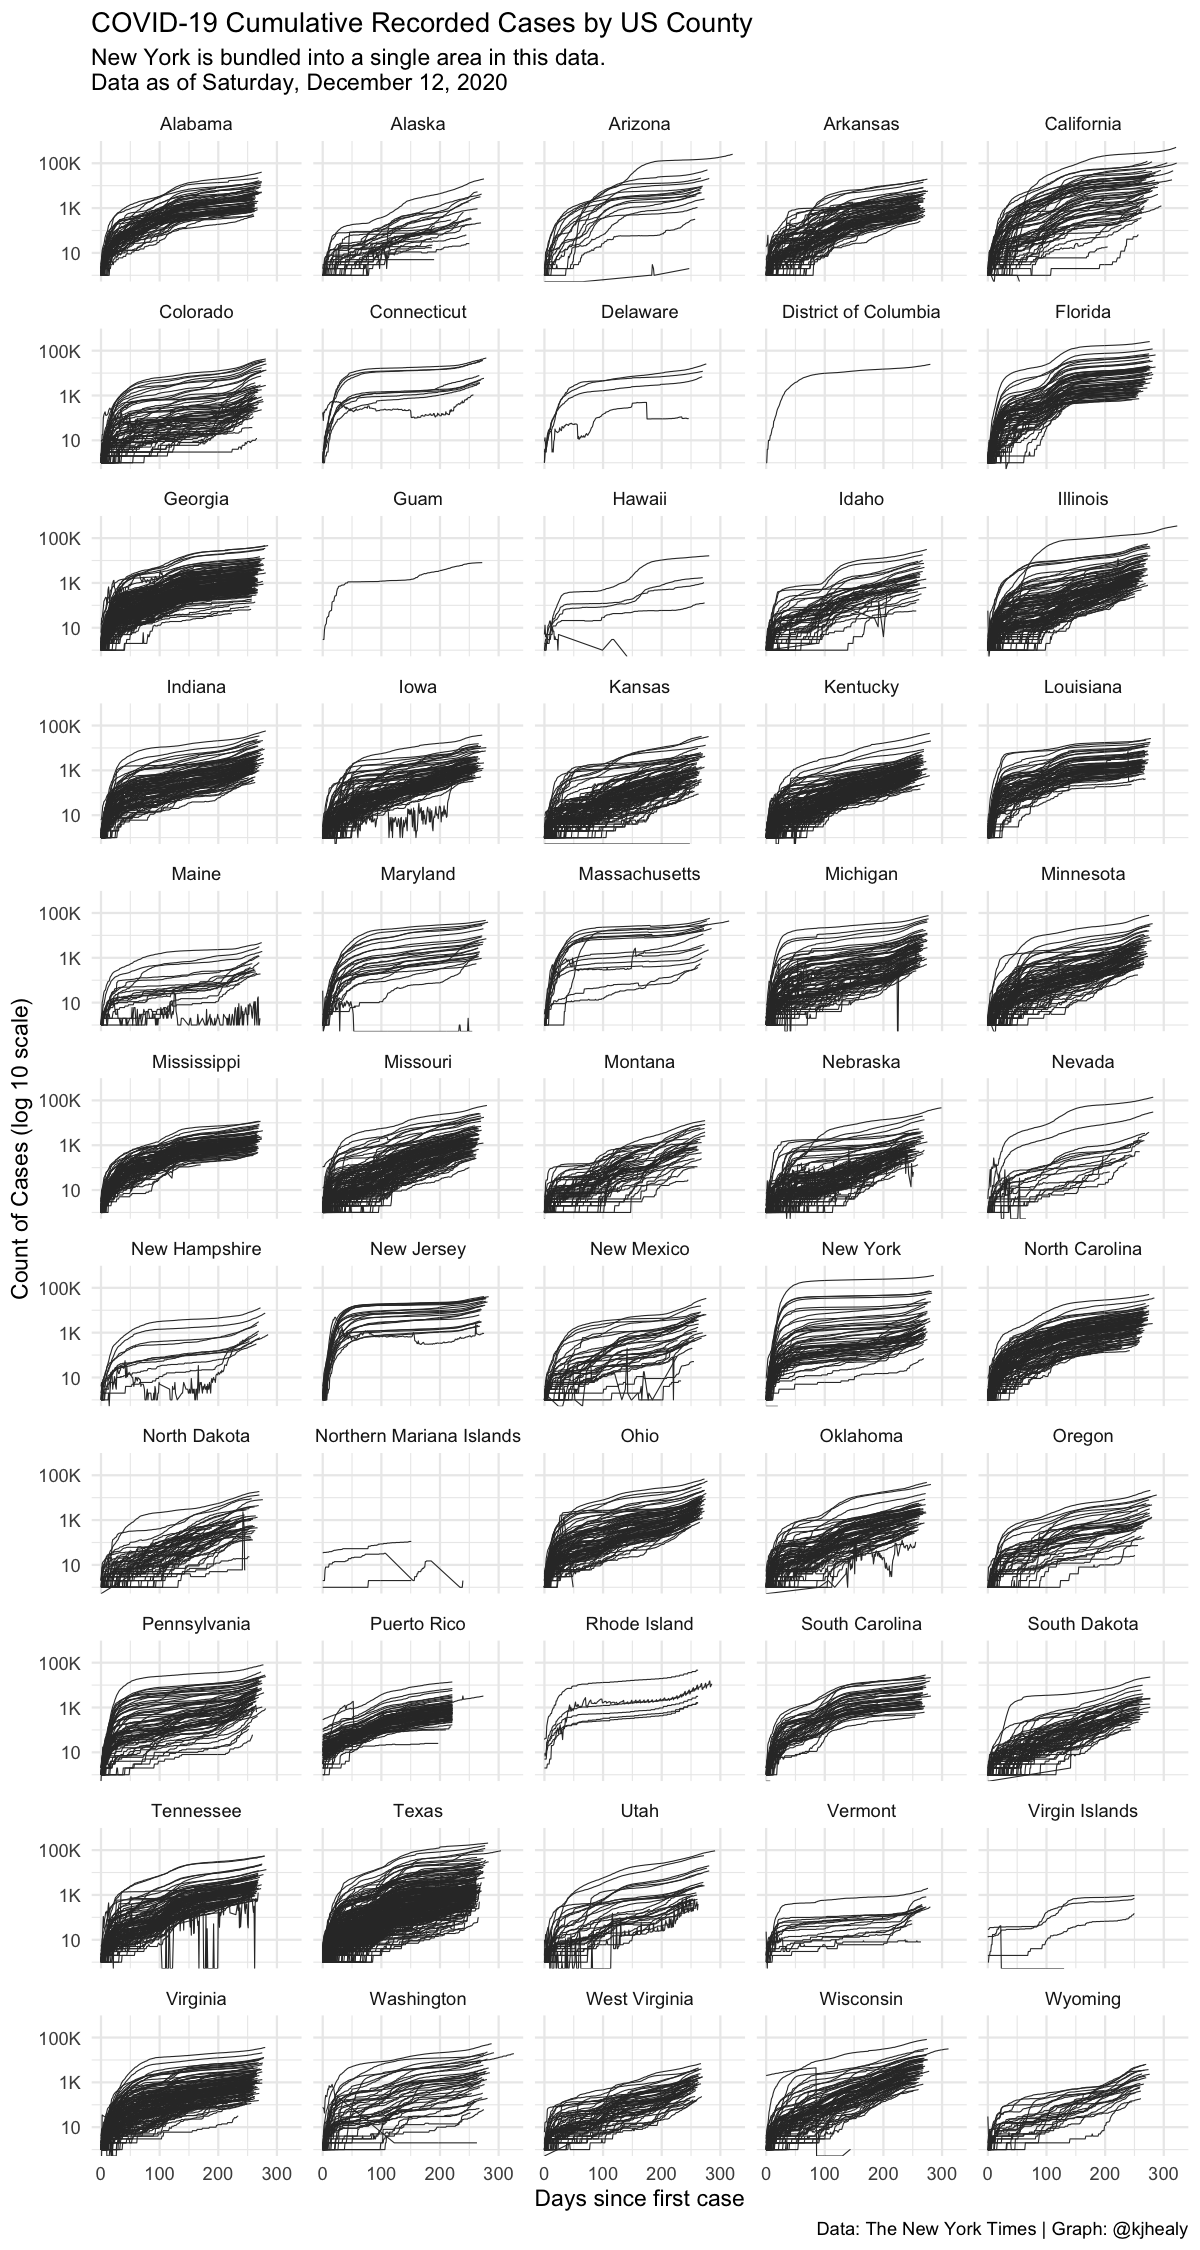 COVID-19 Cumulative Recorded Cases by US County
New York is bundled into a single area in this data.
Data as of Saturday, December 12, 2020
Alabama Alaska Arizona Arkansas California
100K
1K
10
Colorado Connecticut Delaware District of Columbia Florida
100K
1K
10
Georgia Guam Hawaii Idaho Illinois
100K
1K
10
Indiana Iowa Kansas Kentucky Louisiana
100K
1K
10
Maine Maryland Massachusetts Michigan Minnesota
100K
1K
10
Count of Cases (log 10 scale)
Mississippi Missouri Montana Nebraska Nevada
100K
1K
10
New Hampshire New Jersey New Mexico New York North Carolina
100K
1K
10
North Dakota Northern Mariana Islands Ohio Oklahoma Oregon
100K
1K
10
Pennsylvania Puerto Rico Rhode Island South Carolina South Dakota
100K
1K
10
Tennessee Texas Utah Vermont Virgin Islands
100K
1K
10
Virginia Washington West Virginia Wisconsin Wyoming
100K
1K
10
0 100 200 300 0 100 200 300 0 100 200 300 0 100 200 300 0 100 200 300
Days since first case
Data: The New York Times | Graph: @kjhealy